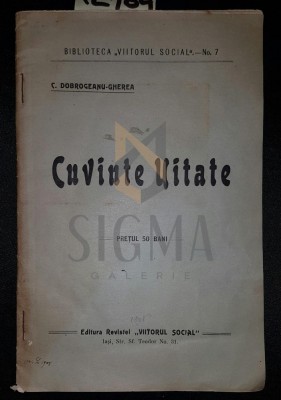 BIBLIOTECA „VIITORUL SOCIAL“.—No. 7
C. DOBROGEANU-GHEREA
Cuvinte Uitate
SIGMA
PREȚUL 50 BANI
GALERIE
Editura Revistei „VIITORUL SOCIAL“
Iași, Str. Sf. Teodor No. 51.